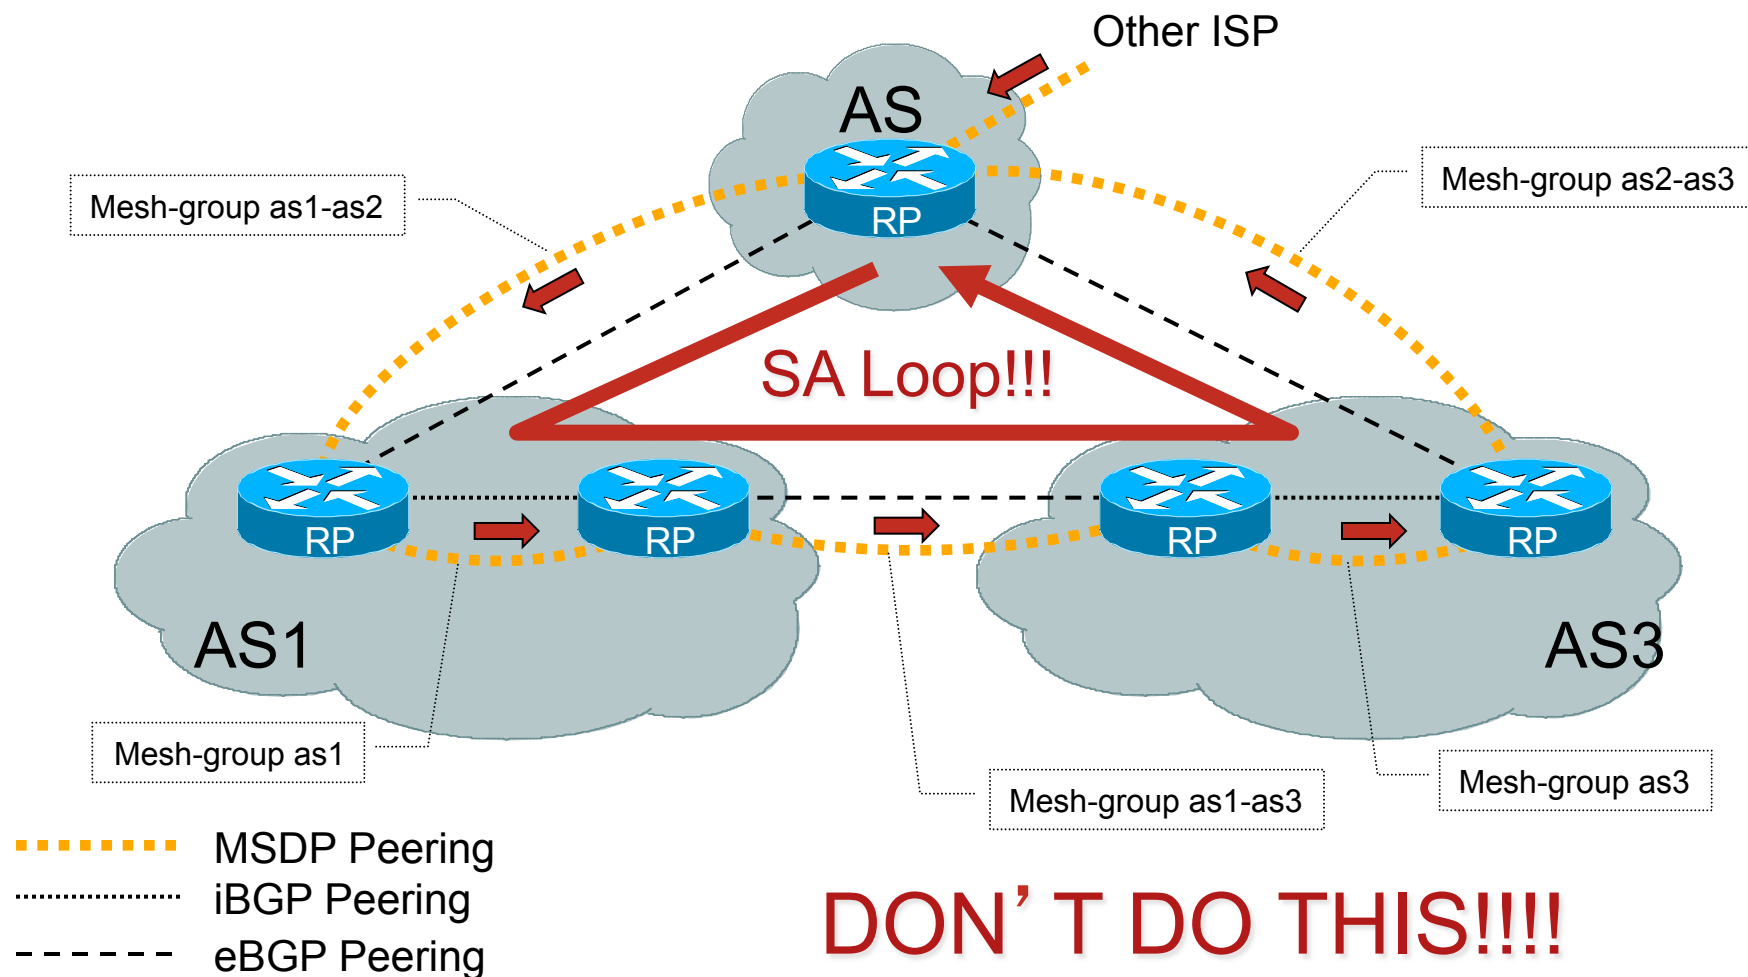 Other ISP
AS
RP
Mesh-group as1-as2
Mesh-group as2-as3
SA Loop!!!
RP
RP
RP
RP
AS1
AS3
Mesh-group as1
Mesh-group as1-as3
Mesh-group as3
MSDP Peering
iBGP Peering
eBGP Peering
DON’T DO THIS!!!!